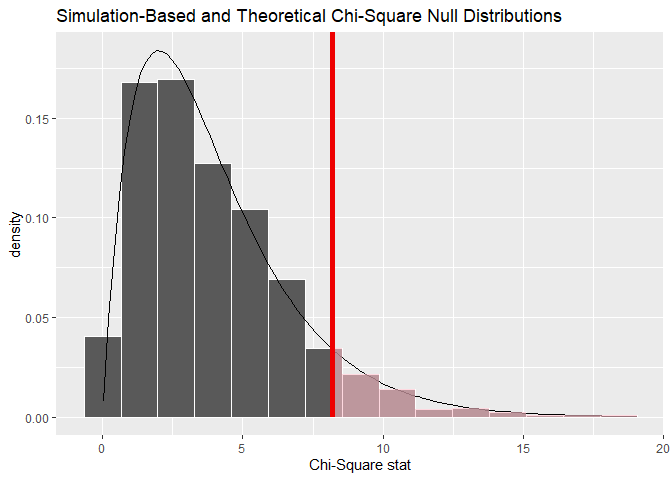 Simulation-Based and Theoretical Chi-Square Null Distributions
0.15
0.10
density
0.05
0.00
0 5 10 15 20
Chi-Square stat